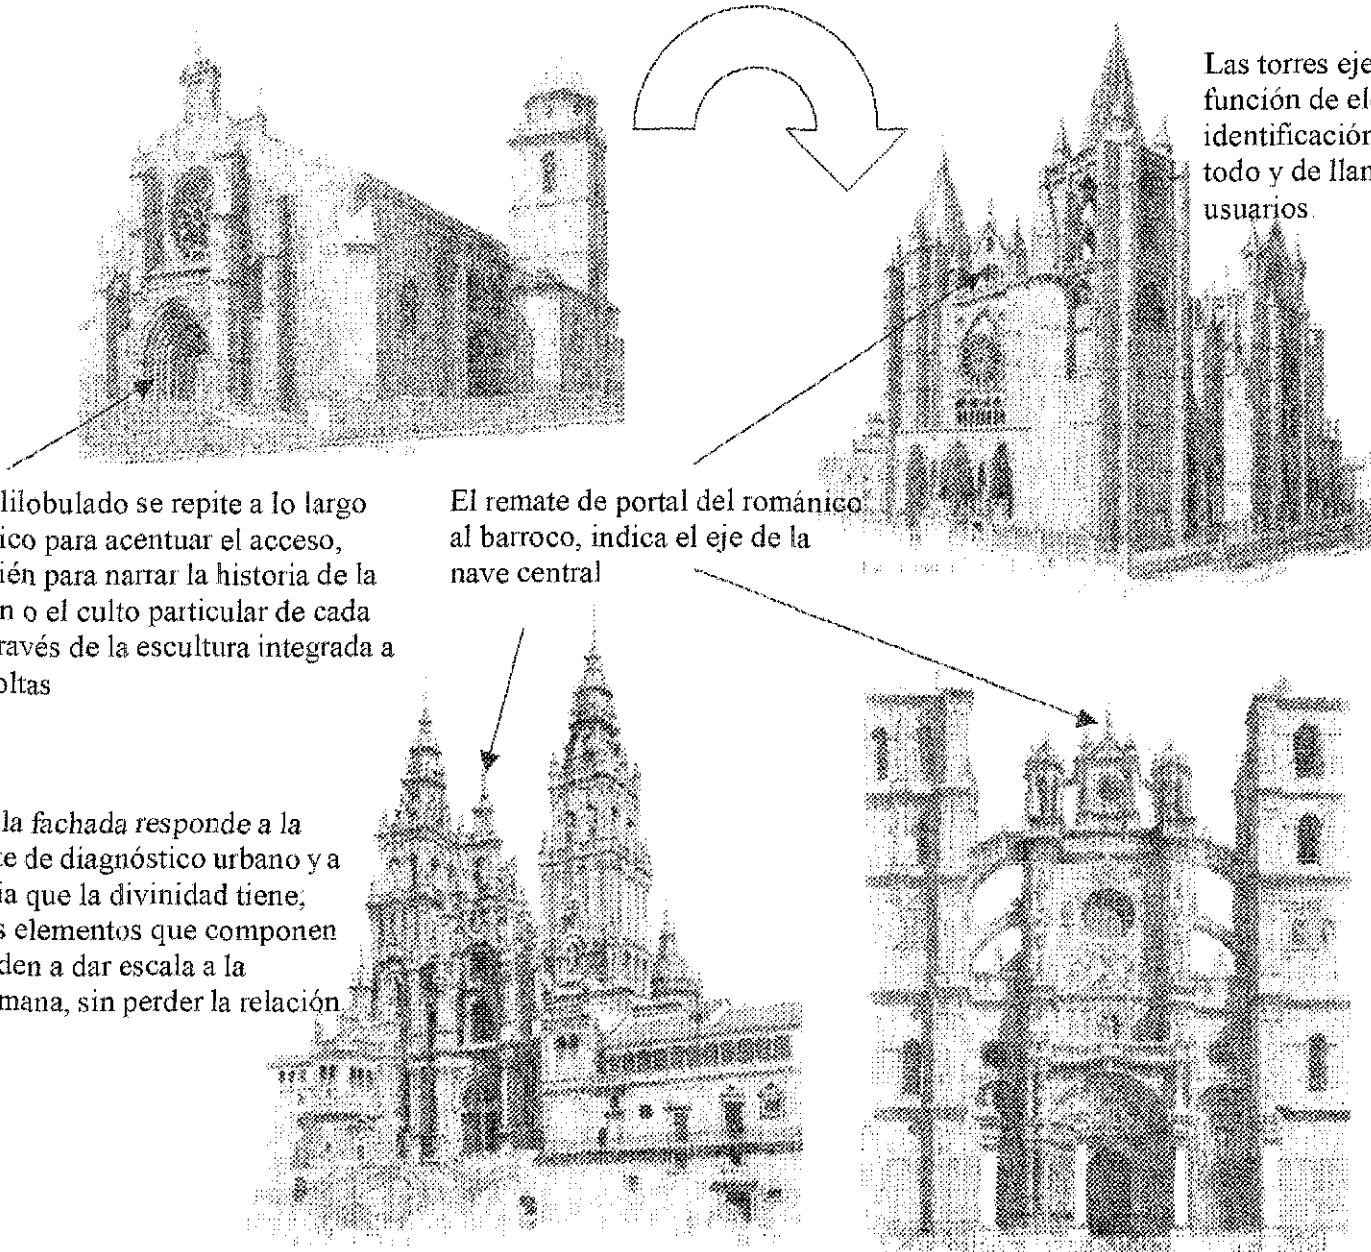 Las torres eje
función de el
identificación
todo y de llan
usuarios.
lilobulado se repite a lo largo
ico para acentuar el acceso,
ién para narrar la historia de la
n o el culto particular de cada
ravés de la escultura integrada a
oltas
El remate de portal del románico
al barroco, indica el eje de la
nave central
la fachada responde a la
te de diagnóstico urbano y a
ia que la divinidad tiene,
s elementos que componen
den a dar escala a la
mana, sin perder la relación